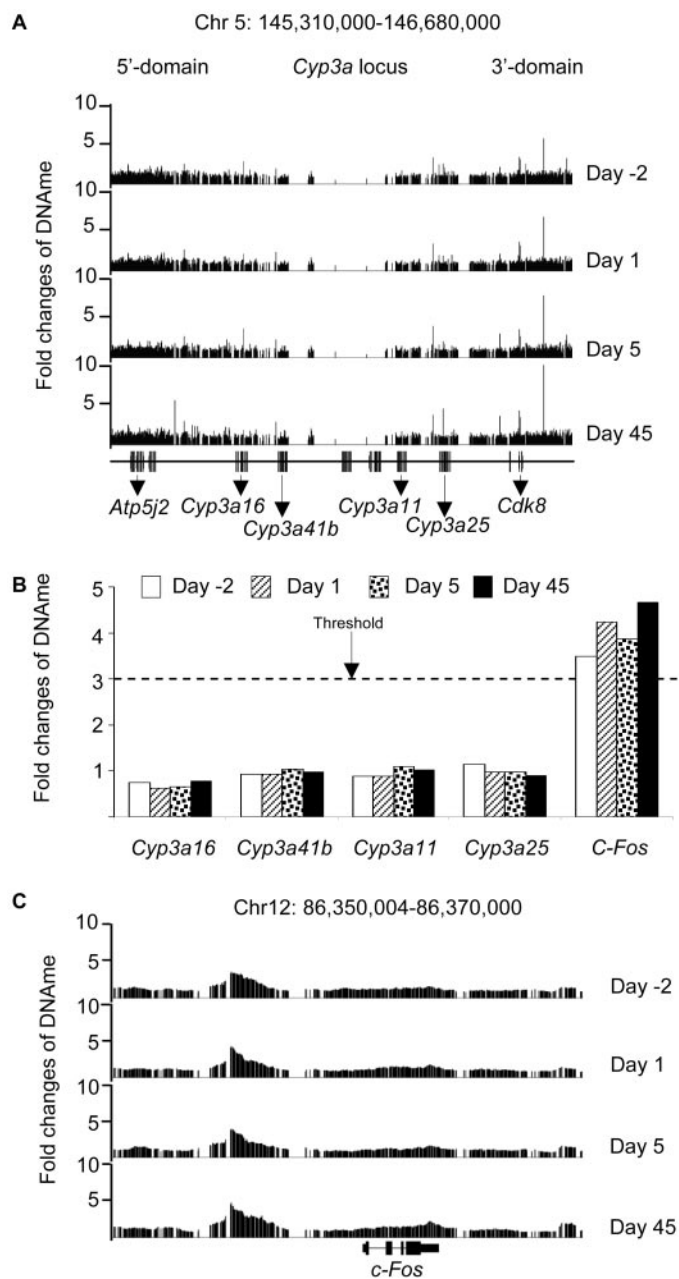 A
Chr 5: 145,310,000-146,680,000
5'-domain Cyp3a locus 3'-domain
Fold changes of DNAme
10
5
Day -2
10
5
Day 1
10
5
Day 5
10
5
Day 45
Atp5j2 Cyp3a16 Cyp3a41b Cyp3a11 Cyp3a25 Cdk8
B
Day -2 Day 1 Day 5 Day 45
Fold changes of DNAme
5
4
3
2
1
Threshold
Cyp3a16 Cyp3a41b Cyp3a11 Cyp3a25 C-Fos
C
Chr12: 86,350,004-86,370,000
Fold changes of DNAme
10
5
Day -2
10
5
Day 1
10
5
Day 5
10
5
Day 45
c-Fos